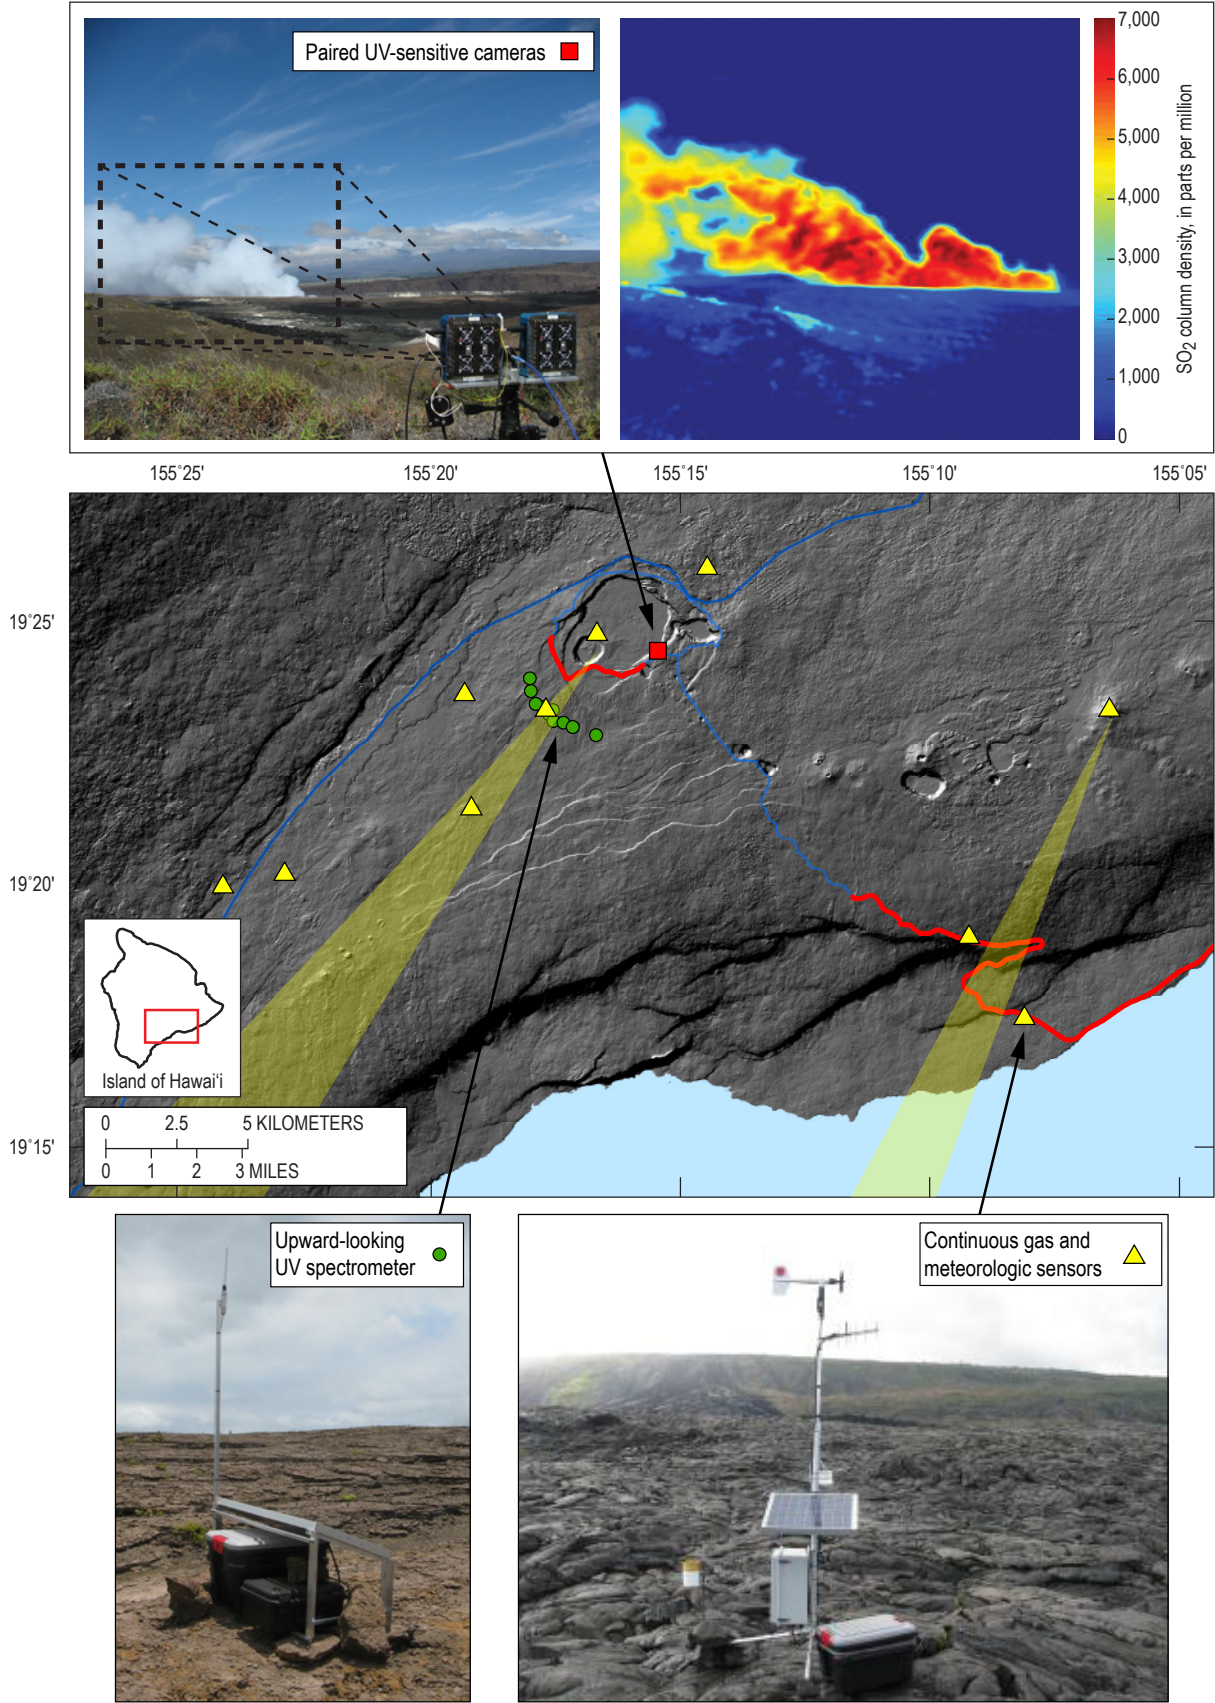 Paired UV-sensitive cameras
7,000
6,000
5,000
4,000
3,000
2,000
1,000
0
SO2 column density, in parts per million
155˚25'
155˚20'
155˚15'
155˚10'
155˚05'
19˚25'
19˚20'
19˚15'
Island of Hawai‘i
0 2.5 5 KILOMETERS
0 1 2 3 MILES
Upward-looking
UV spectrometer
Continuous gas and
meteorologic sensors